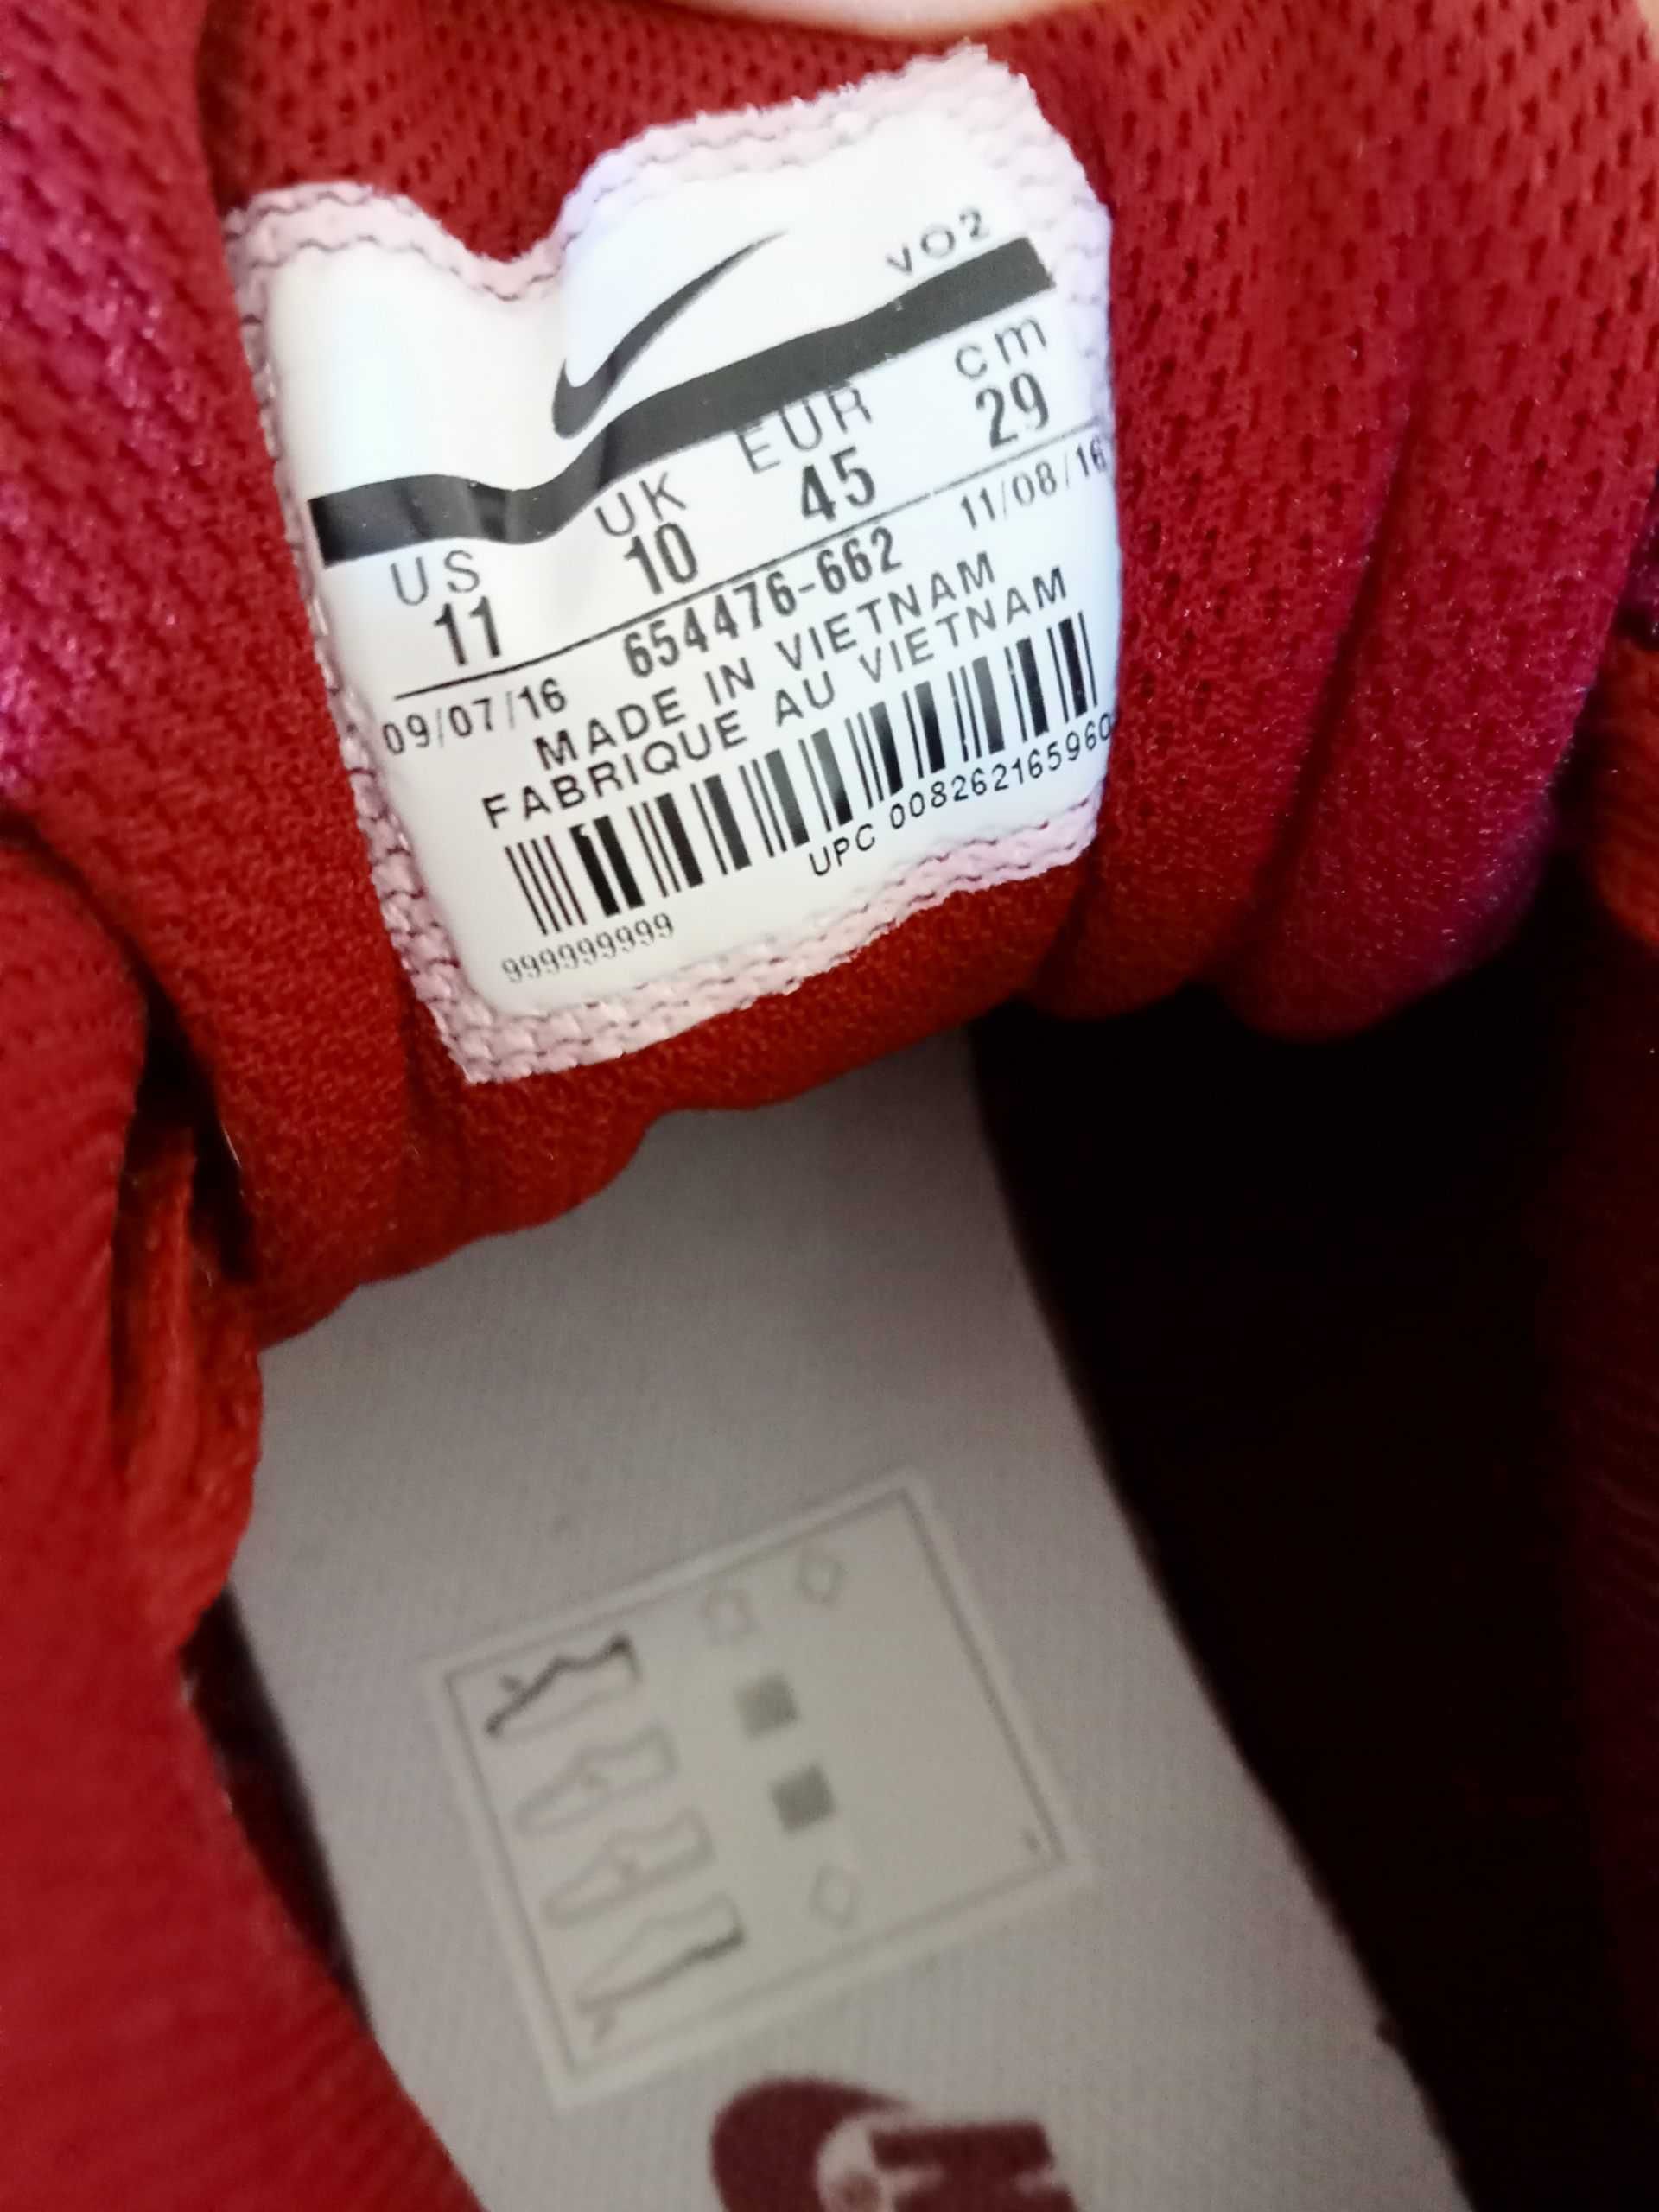 VO2
US UK EUR cm
11 10 45 29
09/07/16 654476-662 11/08/16
MADE IN VIETNAM
FABRIQUE AU VIETNAM
UPC 008262165960
999999999